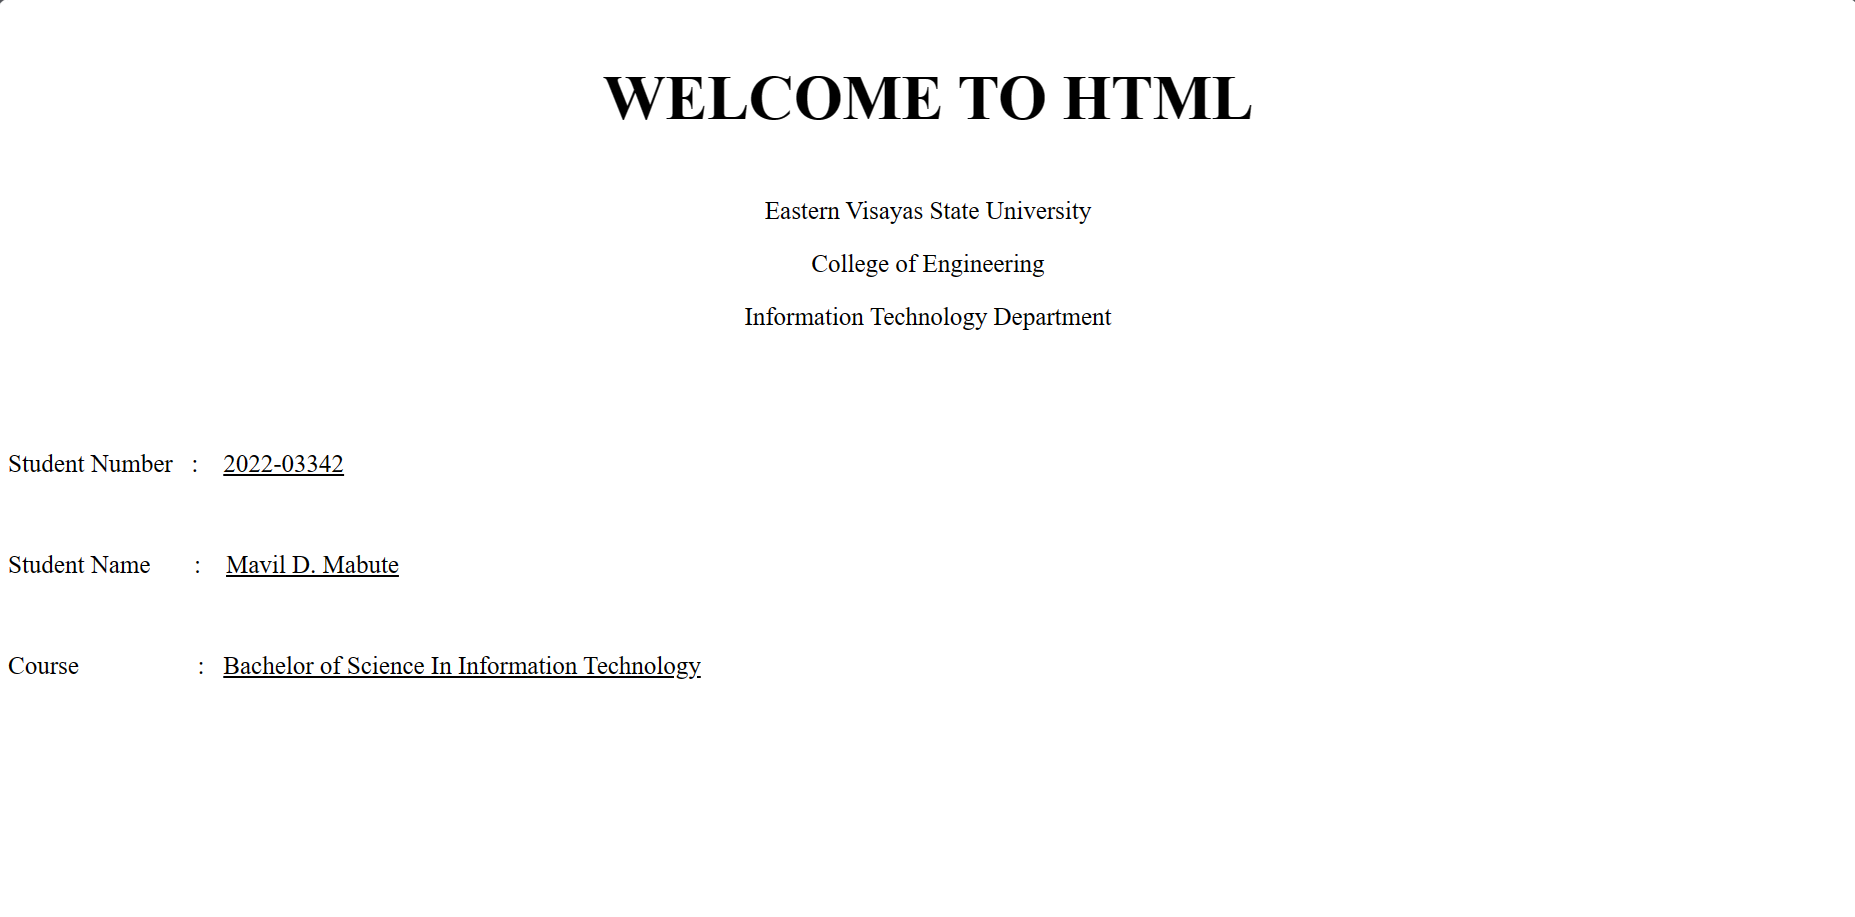 WELCOME TO HTML
Eastern Visayas State University
College of Engineering
Information Technology Department
Student Number : 2022-03342
Student Name : Mavil D. Mabute
Course : Bachelor of Science In Information Technology